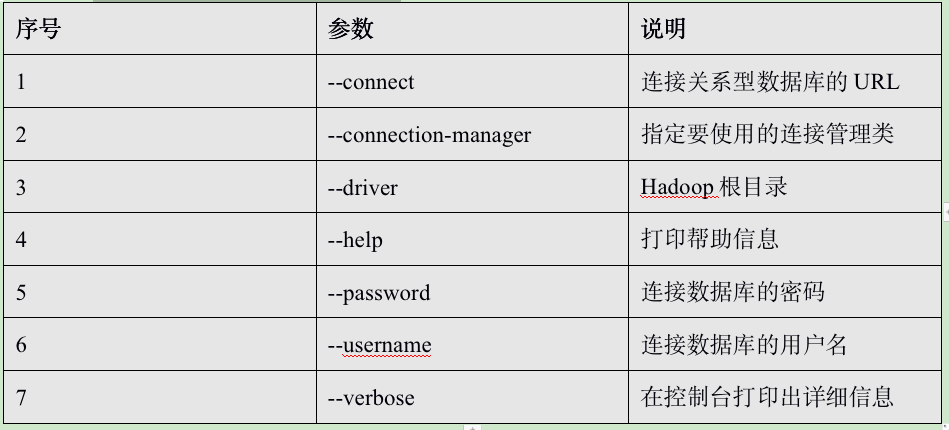 序号 参数 说明
1 --connect 连接关系型数据库的 URL
2 --connection-manager 指定要使用的连接管理类
3 --driver Hadoop 根目录
4 --help 打印帮助信息
5 --password 连接数据库的密码
6 --username 连接数据库的用户名
7 --verbose 在控制台打印出详细信息